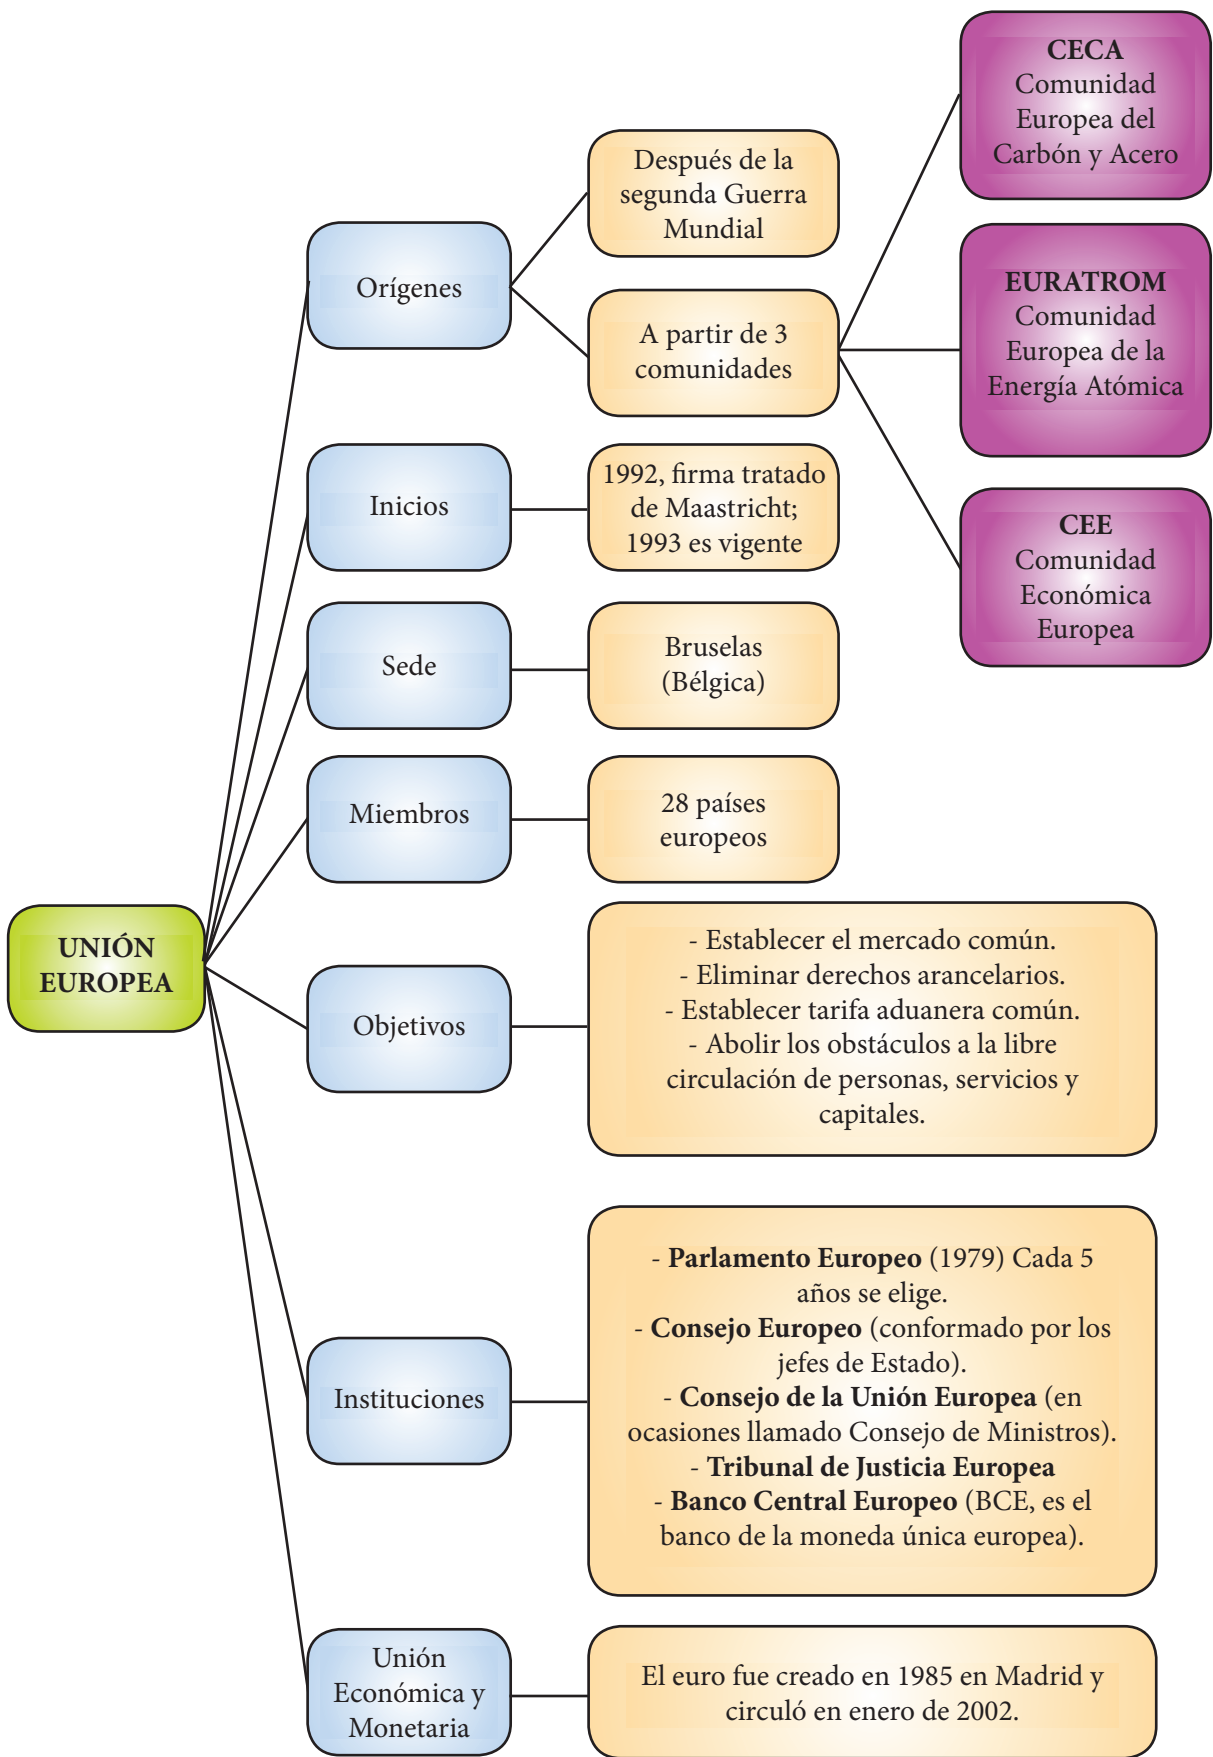 UNIÓN
EUROPEA
Orígenes
Después de la
segunda Guerra
Mundial
A partir de 3
comunidades
CECA
Comunidad
Europea del
Carbón y Acero
EURATROM
Comunidad
Europea de la
Energía Atómica
CEE
Comunidad
Económica
Europea
Inicios
1992, firma tratado
de Maastricht;
1993 es vigente
Sede
Bruselas
(Bélgica)
Miembros
28 países
europeos
Objetivos
- Establecer el mercado común.
- Eliminar derechos arancelarios.
- Establecer tarifa aduanera común.
- Abolir los obstáculos a la libre
circulación de personas, servicios y
capitales.
Instituciones
- Parlamento Europeo (1979) Cada 5
años se elige.
- Consejo Europeo (conformado por los
jefes de Estado).
- Consejo de la Unión Europea (en
ocasiones llamado Consejo de Ministros).
- Tribunal de Justicia Europea
- Banco Central Europeo (BCE, es el
banco de la moneda única europea).
Unión
Económica y
Monetaria
El euro fue creado en 1985 en Madrid y
circuló en enero de 2002.